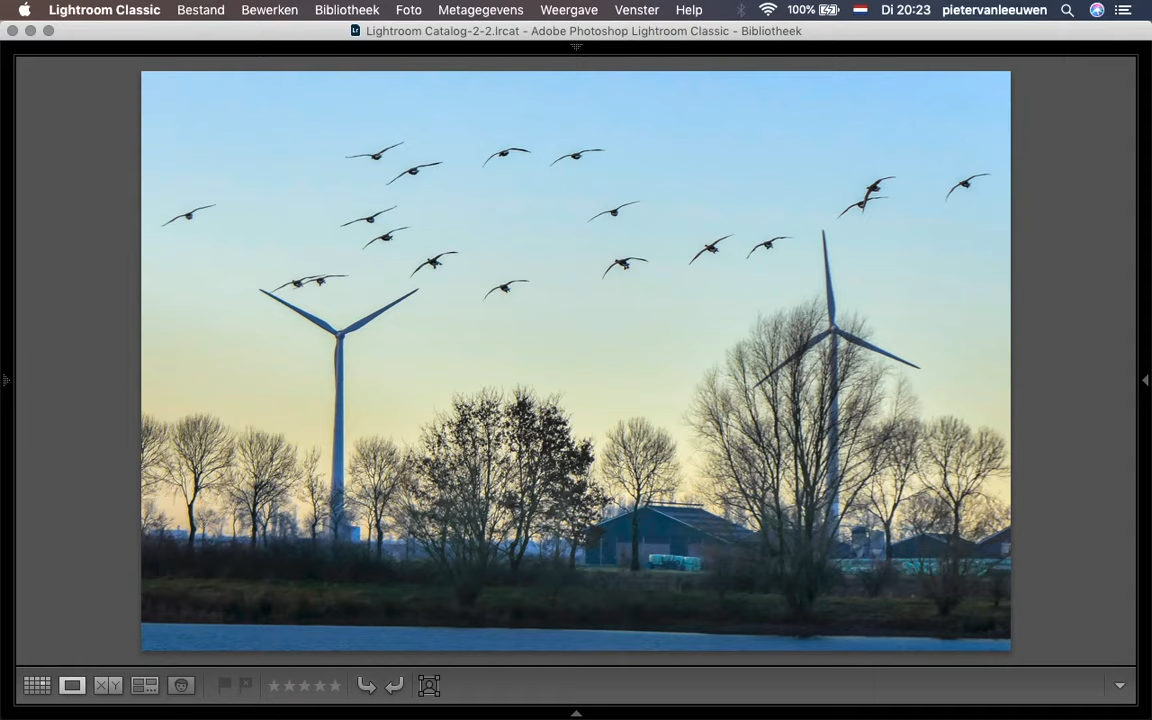 Lightroom Classic Bestand Bewerken Bibliotheek Foto Metagegevens Weergave Venster Help 100% Di 20:23 pietervanleeuwen
Lightroom Catalog-2-2.lrcat - Adobe Photoshop Lightroom Classic - Bibliotheek
XY